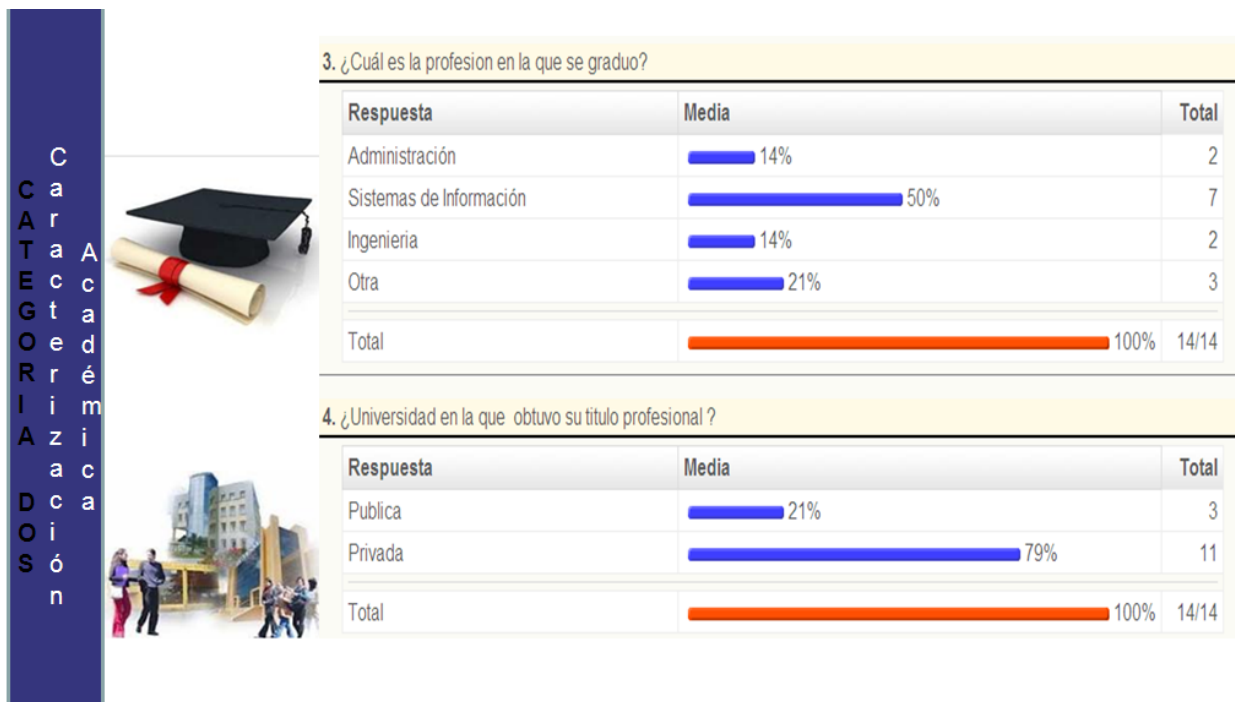 CATEGORIA DOS
Caracterización
Académica
3. ¿Cuál es la profesion en la que se graduo?
Respuesta Media Total
Administración 14% 2
Sistemas de Información 50% 7
Ingenieria 14% 2
Otra 21% 3
Total 100% 14/14
4. ¿Universidad en la que obtuvo su titulo profesional ?
Respuesta Media Total
Publica 21% 3
Privada 79% 11
Total 100% 14/14